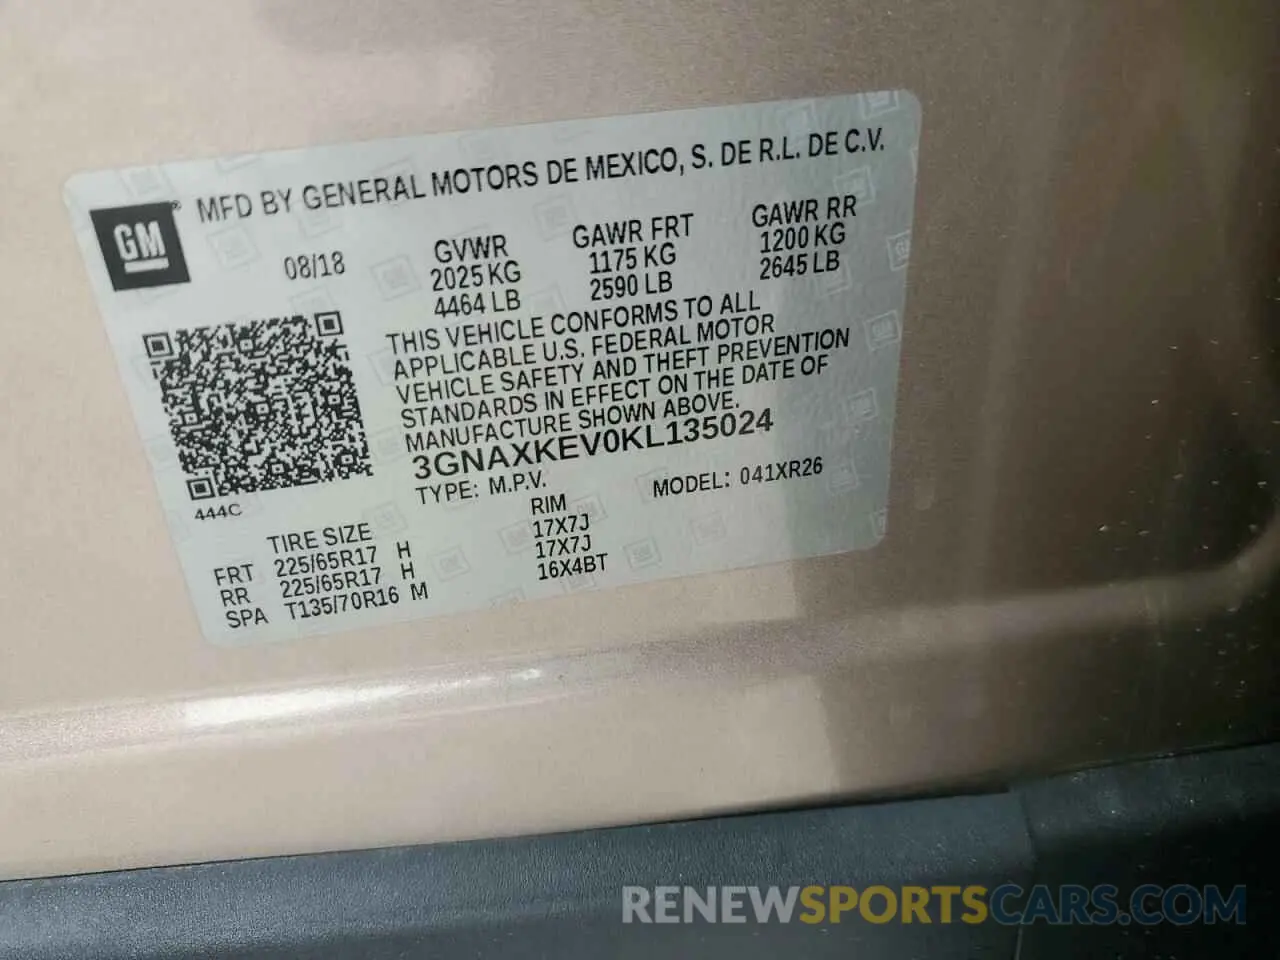 MFD BY GENERAL MOTORS DE MEXICO, S. DE R.L. DE C.V.
GM®
08/18
GVWR
2025 KG
4464 LB
GAWR FRT
1175 KG
2590 LB
GAWR RR
1200 KG
2645 LB
THIS VEHICLE CONFORMS TO ALL
APPLICABLE U.S. FEDERAL MOTOR
VEHICLE SAFETY AND THEFT PREVENTION
STANDARDS IN EFFECT ON THE DATE OF
MANUFACTURE SHOWN ABOVE.
3GNAXKEV0KL135024
TYPE: M.P.V. MODEL: 041XR26
444C
TIRE SIZE RIM
FRT 225/65R17 H 17X7J
RR 225/65R17 H 17X7J
SPA T135/70R16 M 16X4BT
RENEWSPORTSCARS.COM